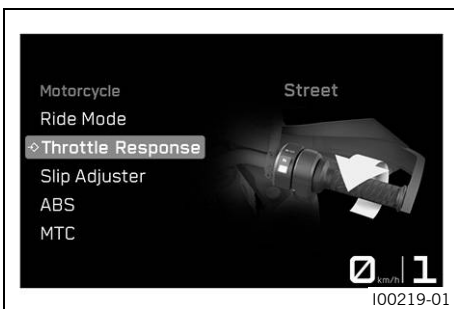 Motorcycle Street
Ride Mode
Throttle Response
Slip Adjuster
ABS
MTC
0 km/h 1
I00219-01